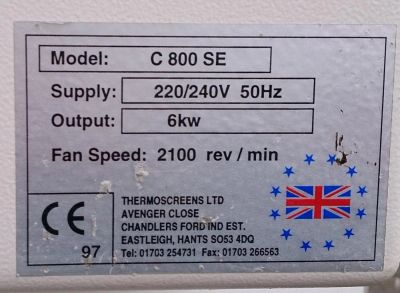 Model: C 800 SE
Supply: 220/240V 50Hz
Output: 6kw
Fan Speed: 2100 rev / min
CE
97
THERMOSCREENS LTD
AVENGER CLOSE
CHANDLERS FORD IND EST.
EASTLEIGH, HANTS SO53 4DQ
Tel: 01703 254731 Fax: 01703 266563